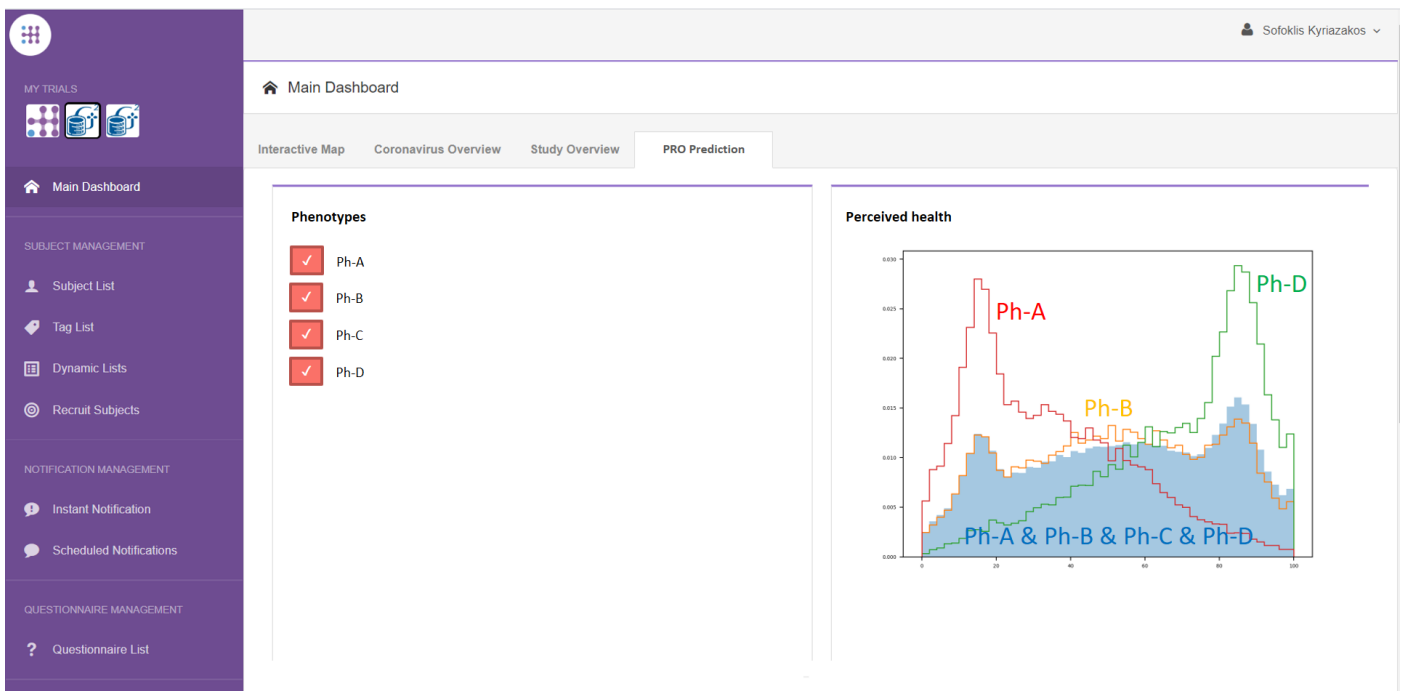 Sofoklis Kyriazakos
MY TRIALS
Main Dashboard
Interactive Map
Coronavirus Overview
Study Overview
PRO Prediction
Main Dashboard
SUBJECT MANAGEMENT
Subject List
Tag List
Dynamic Lists
Recruit Subjects
NOTIFICATION MANAGEMENT
Instant Notification
Scheduled Notifications
QUESTIONNAIRE MANAGEMENT
Questionnaire List
Phenotypes
Ph-A
Ph-B
Ph-C
Ph-D
Perceived health
0.030
0.025
0.020
0.015
0.010
0.005
0.000
Ph-A
Ph-D
Ph-B
Ph-A & Ph-B & Ph-C & Ph-D
0 20 40 60 80 100